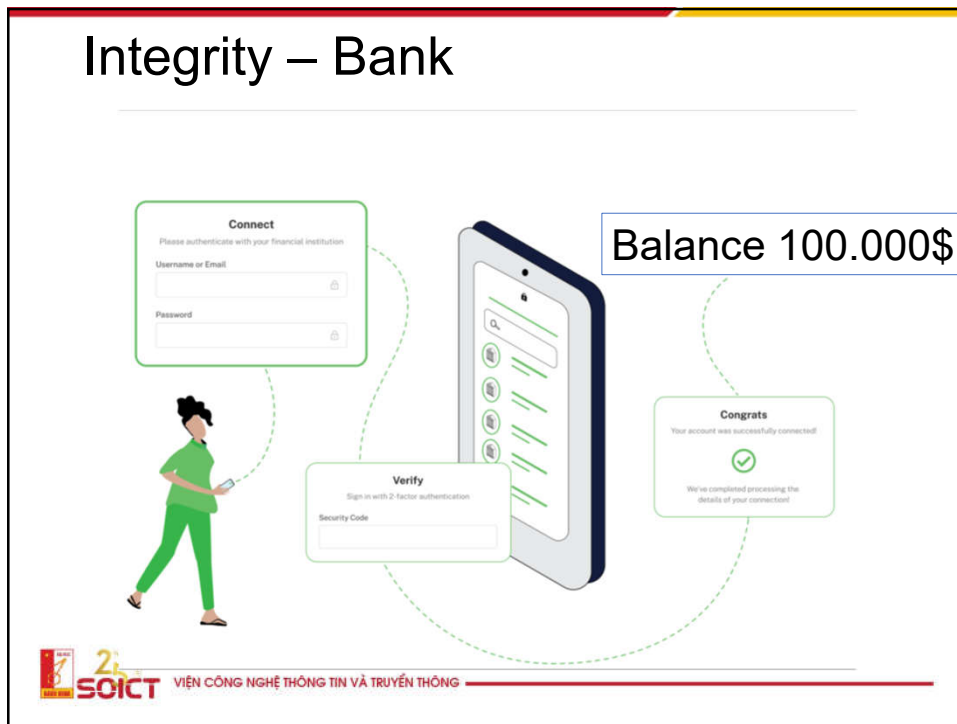 Integrity – Bank
Connect
Please authenticate with your financial institution
Username or Email
Password
Balance 100.000$
Verify
Sign in with 2-factor authentication
Security Code
Congrats
Your account was successfully connected!
We've completed processing the
details of your connection!
SOICT
VIỆN CÔNG NGHỆ THÔNG TIN VÀ TRUYỀN THÔNG